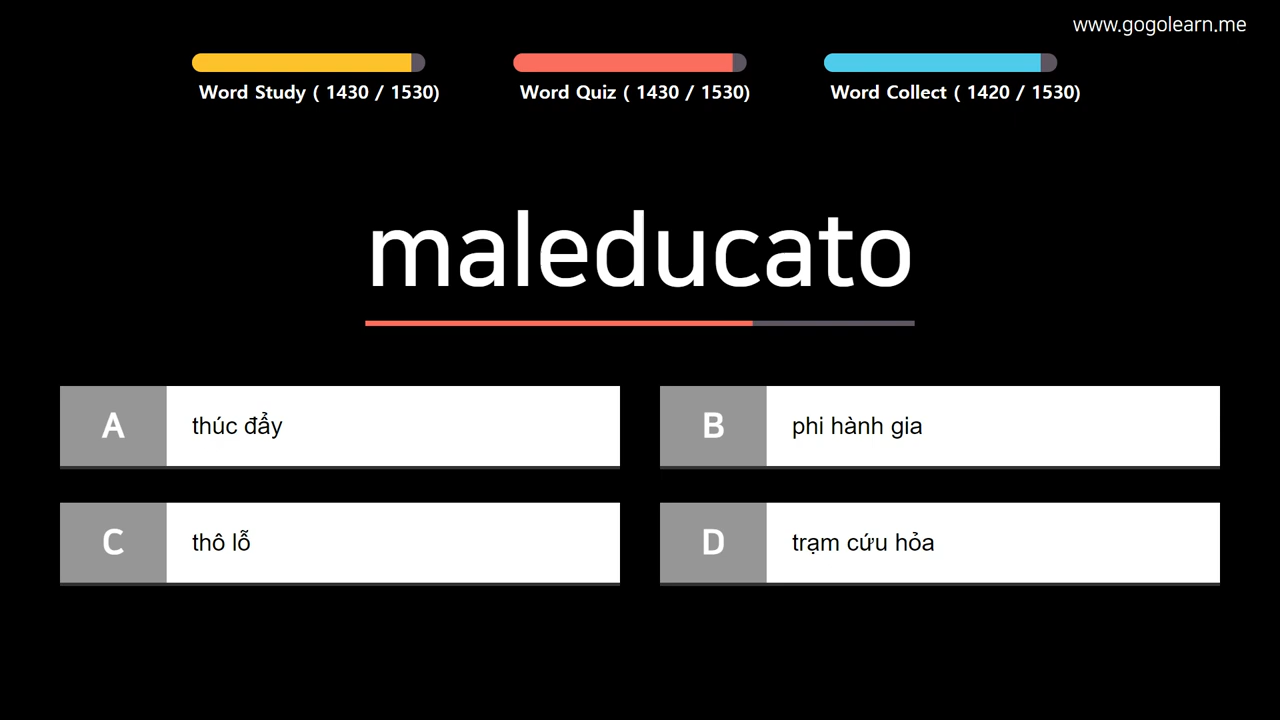 www.gogolearn.me
Word Study ( 1430 / 1530)
Word Quiz ( 1430 / 1530)
Word Collect ( 1420 / 1530)
maleducato
A thúc đẩy
B phi hành gia
C thô lỗ
D trạm cứu hỏa